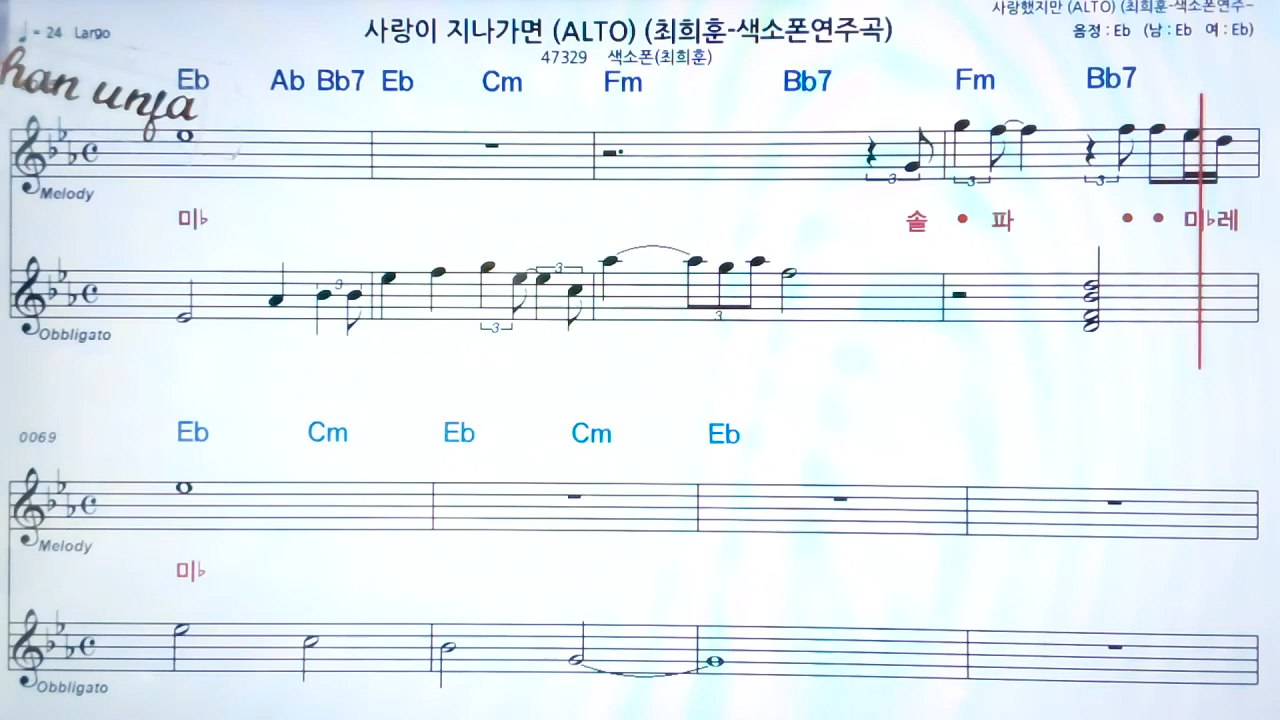 사랑했지만 (ALTO) (최희훈-색소폰연주-
♩ = 24 Largo
사랑이 지나가면 (ALTO) (최희훈-색소폰연주곡)
음정 : Eb (남 : Eb 여 : Eb)
47329 색소폰(최희훈)
han unja
Eb Ab Bb7 Eb Cm Fm Bb7 Fm Bb7
3 3 3
Melody
미♭ 솔 • 파 • • 미♭레
3 3 3 3
Obbligato
0069 Eb Cm Eb Cm Eb
Melody
미♭
Obbligato